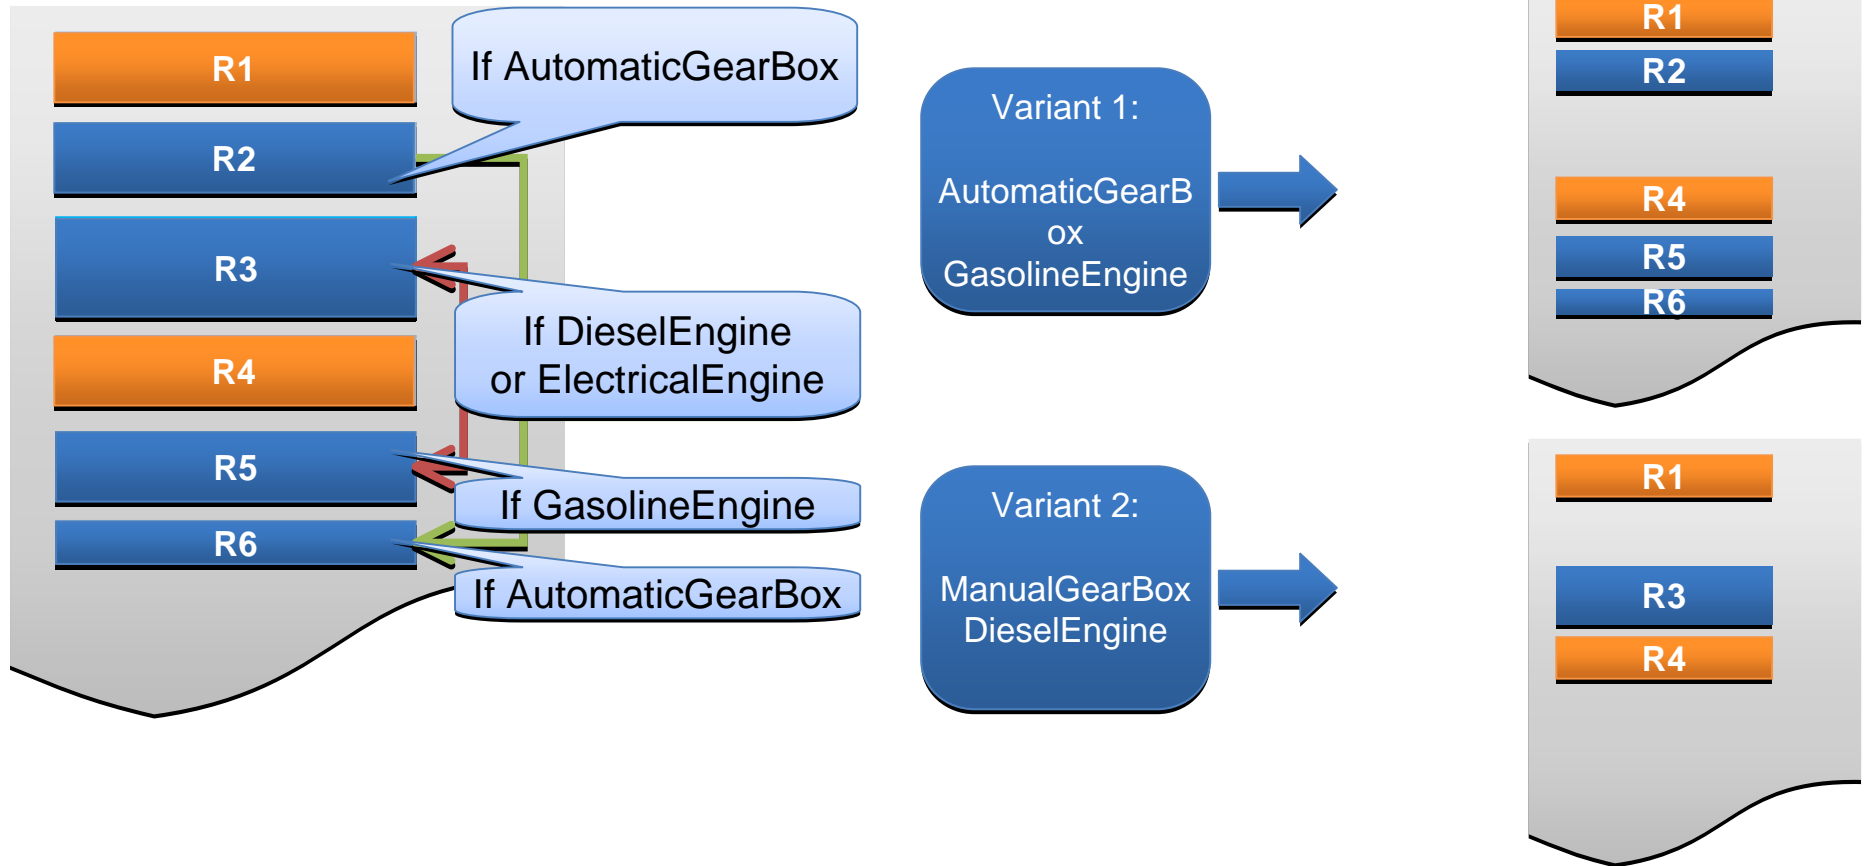 R1
If AutomaticGearBox
R2
R3
If DieselEngine
or ElectricalEngine
R4
R5
If GasolineEngine
R6
If AutomaticGearBox
Variant 1:
AutomaticGearB
ox
GasolineEngine
Variant 2:
ManualGearBox
DieselEngine
R1
R2
R4
R5
R6
R1
R3
R4